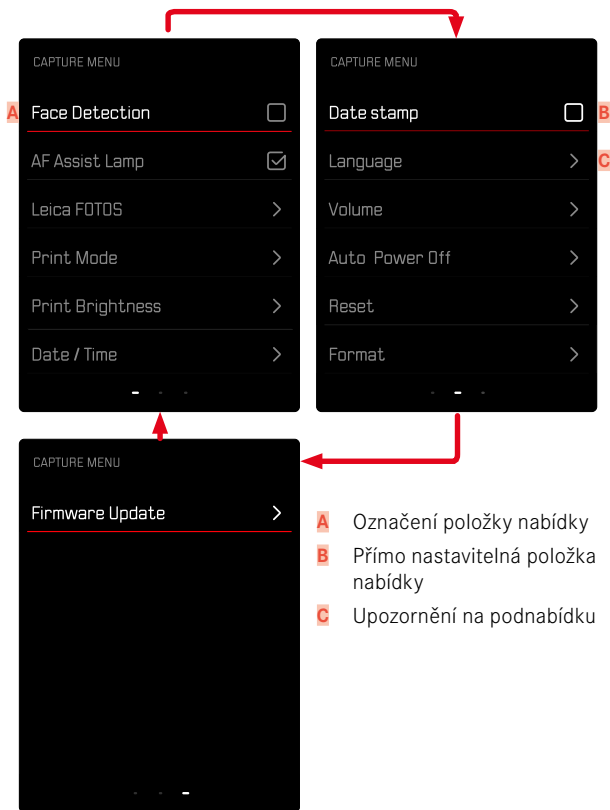 CAPTURE MENU
A Face Detection
AF Assist Lamp
Leica FOTOS
Print Mode
Print Brightness
Date / Time
CAPTURE MENU
Date stamp B
Language C
Volume
Auto Power Off
Reset
Format
CAPTURE MENU
Firmware Update
A Označení položky nabídky
B Přímo nastavitelná položka
nabídky
C Upozornění na podnabídku